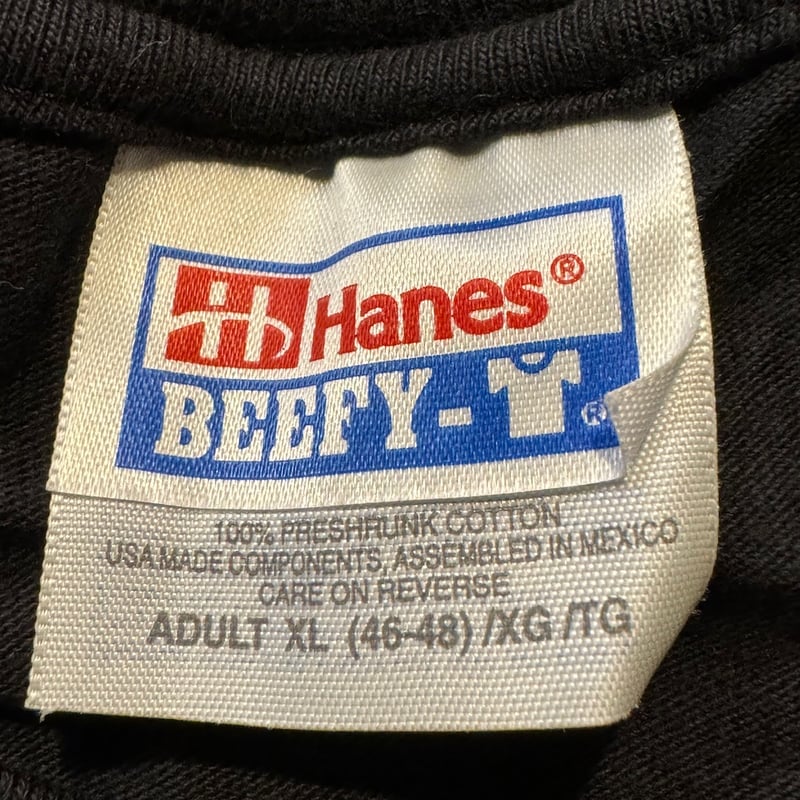 Hanes®
BEEFY-®
100% PRESHRUNK COTTON
USA MADE COMPONENTS, ASSEMBLED IN MEXICO
CARE ON REVERSE
ADULT XL (46-48) /XG /TG